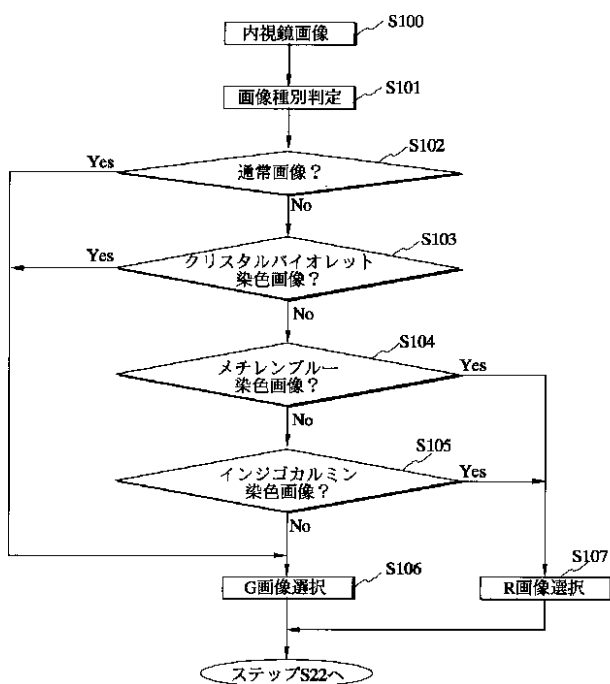 内視鏡画像
S100
画像種別判定
S101
S102
Yes
通常画像？
No
S103
Yes
クリスタルバイオレット
染色画像？
No
S104
メチレンブルー
染色画像？
Yes
No
S105
インジゴカルミン
染色画像？
Yes
No
S106
G画像選択
S107
R画像選択
ステップS22へ